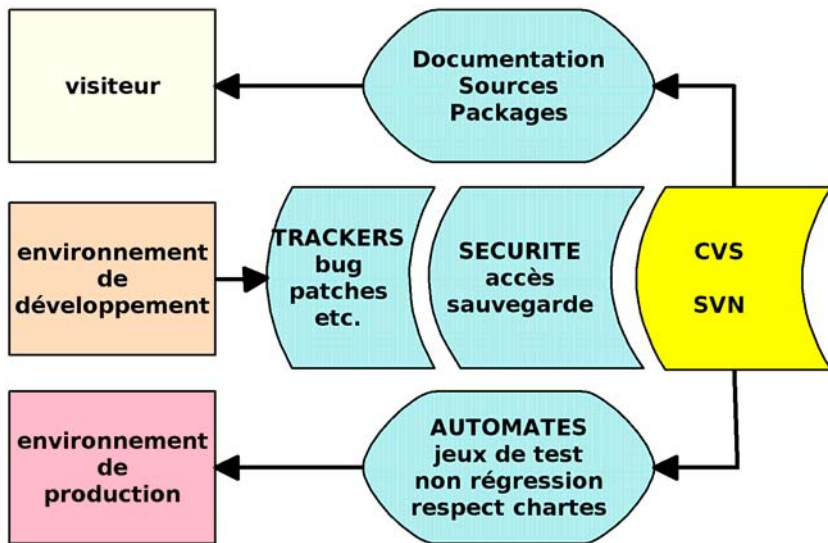 visiteur
Documentation
Sources
Packages
environnement
de
développement
TRACKERS
bug
patches
etc.
SECURITE
accès
sauvegarde
CVS
SVN
environnement
de
production
AUTOMATES
jeux de test
non régression
respect chartes